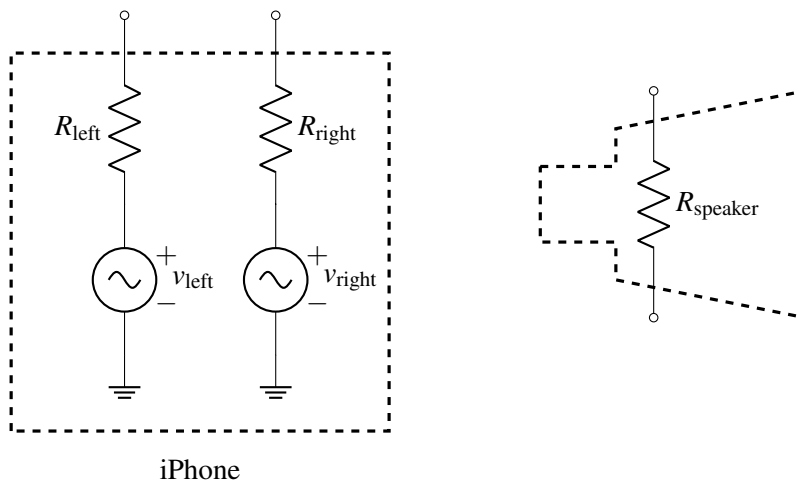 R_left
R_right
+
v_left
−
+
v_right
−
iPhone
R_speaker